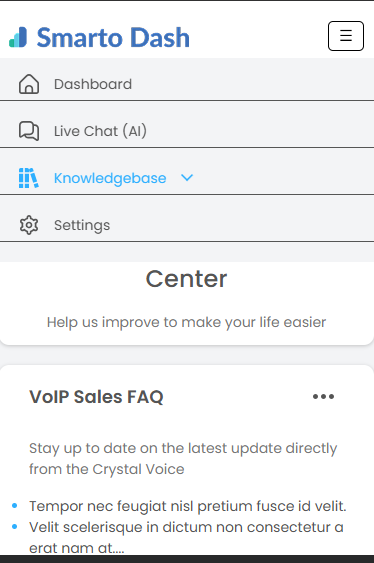 Smarto Dash
Dashboard
Live Chat (AI)
Knowledgebase
Settings
Center
Help us improve to make your life easier
VoIP Sales FAQ
Stay up to date on the latest update directly
from the Crystal Voice
Tempor nec feugiat nisl pretium fusce id velit.
Velit scelerisque in dictum non consectetur a
erat nam at....